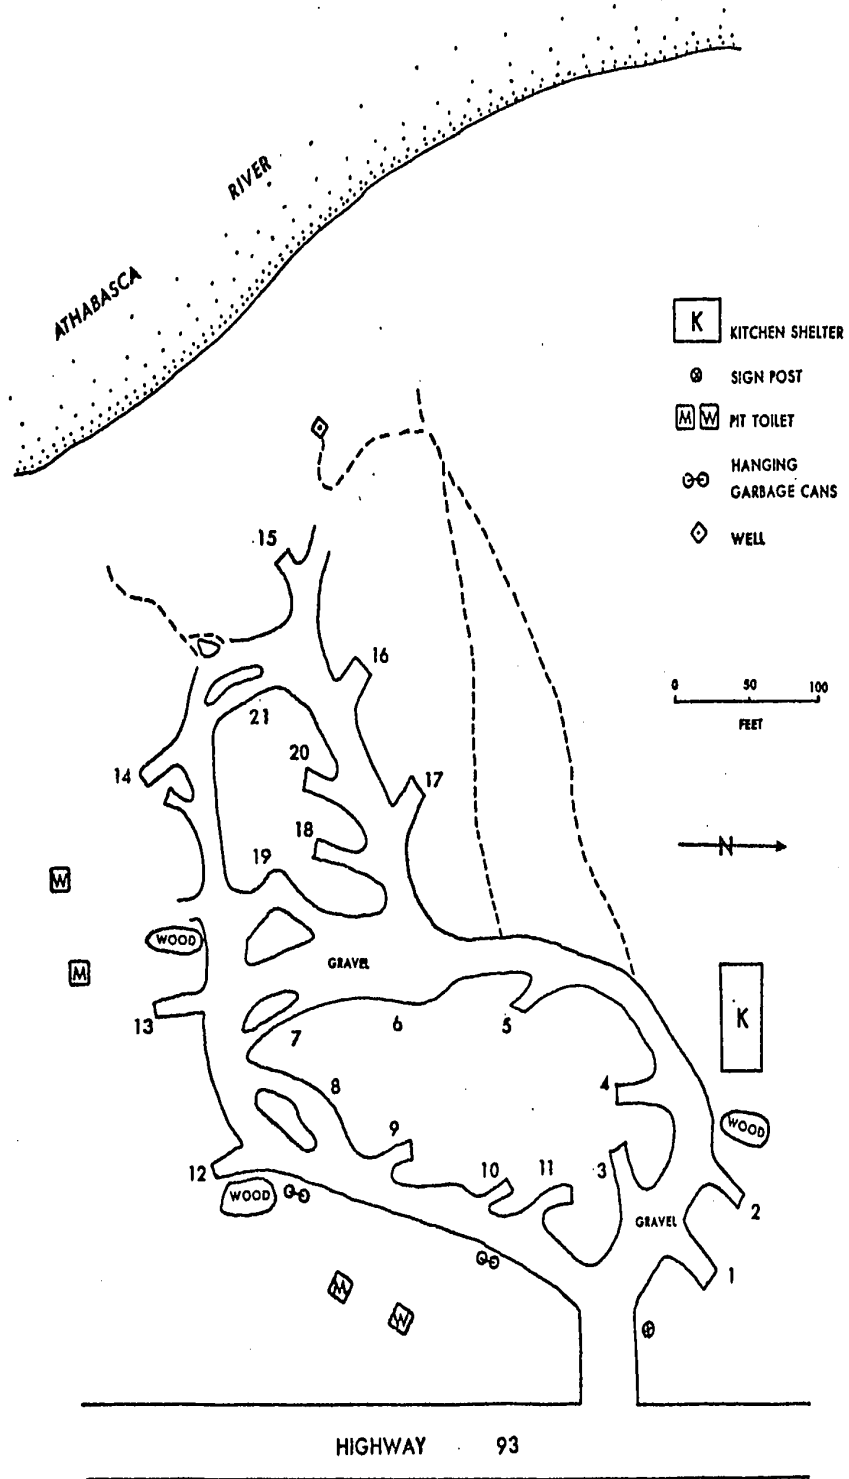 RIVER
ATHABASCA
K KITCHEN SHELTER
SIGN POST
M W PIT TOILET
HANGING
GARBAGE CANS
WELL
15
16
0 50 100
FEET
21
20
14
17
18
N
19
W
WOOD
GRAVEL
M
13
6
5
K
7
8
4
9
WOOD
12
10
11
3
WOOD
2
GRAVEL
1
M
W
HIGHWAY 93